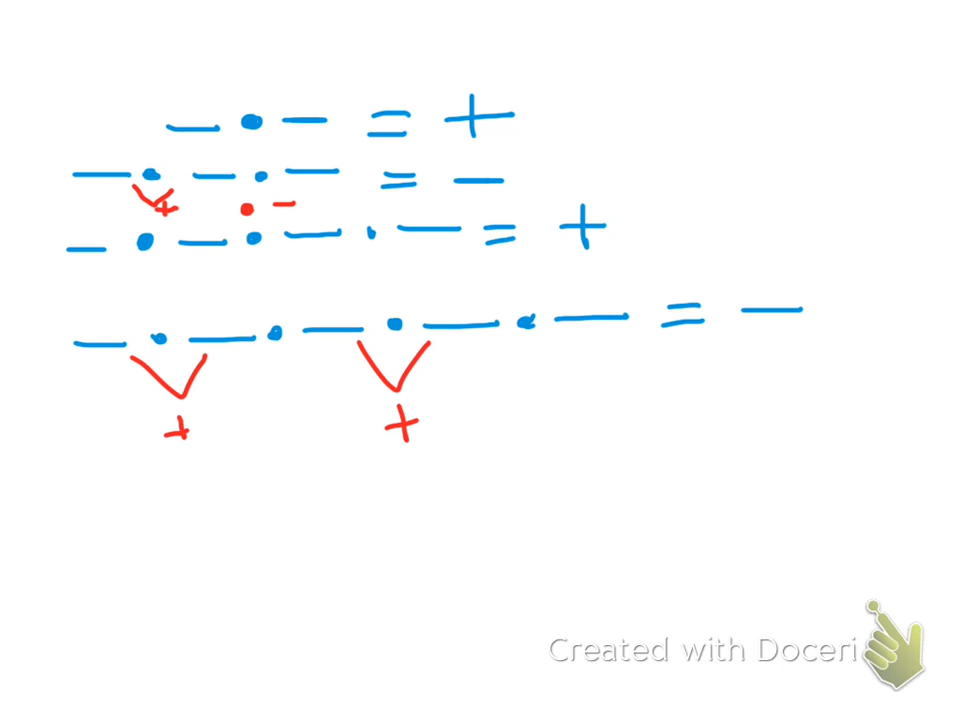 — • — = +
— • — • — = —
+ • −
— • — • — • — = +
— • — • — • — • — = —
+ +
Created with Doceri